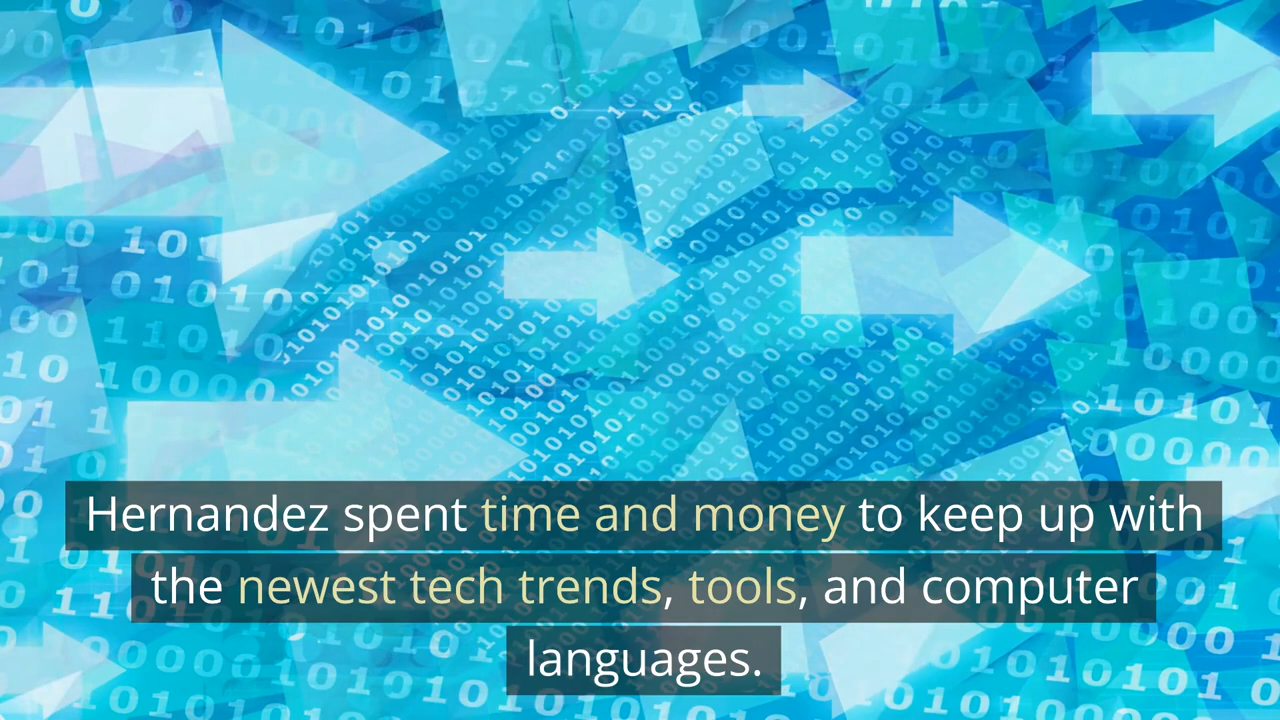 Hernandez spent time and money to keep up with
the newest tech trends, tools, and computer
languages.